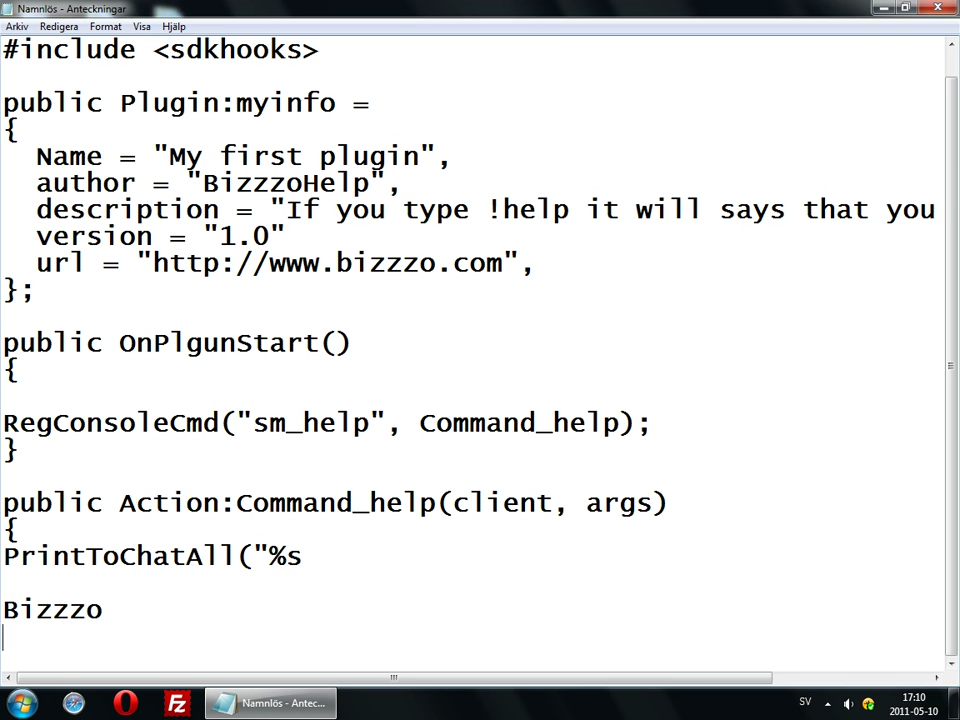 Namnlös - Anteckningar
Arkiv Redigera Format Visa Hjälp
#include <sdkhooks>
public Plugin:myinfo =
{
Name = "My first plugin",
author = "BizzzoHelp",
description = "If you type !help it will says that you
version = "1.0"
url = "http://www.bizzzo.com",
};
public OnPlgunStart()
{
RegConsoleCmd("sm_help", Command_help);
}
public Action:Command_help(client, args)
{
PrintToChatAll("%s
Bizzzo
Namnlös - Antec...
SV
17:10
2011-05-10